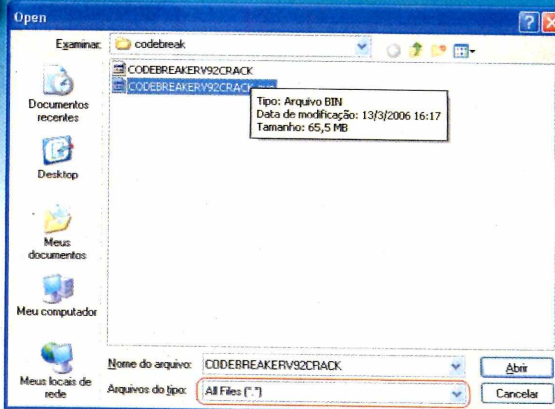 Open
Examinar:
codebreak
CODEBREAKERV92CRACK
CODEBREAKERV92CRACK
Tipo: Arquivo BIN
Data de modificação: 13/3/2006 16:17
Tamanho: 65,5 MB
Documentos
recentes
Desktop
Meus
documentos
Meu computador
Meus locais de
rede
Nome do arquivo:
CODEBREAKERV92CRACK
Abrir
Arquivos do tipo:
All Files (*.*)
Cancelar